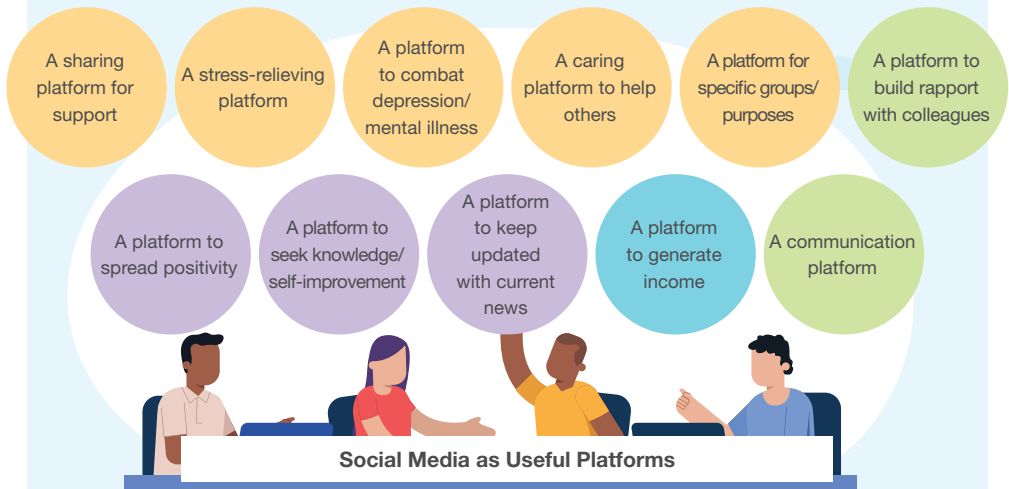 A sharing
platform for
support
A stress-relieving
platform
A platform
to combat
depression/
mental illness
A caring
platform to help
others
A platform for
specific groups/
purposes
A platform to
build rapport
with colleagues
A platform to
spread positivity
A platform to
seek knowledge/
self-improvement
A platform
to keep
updated
with current
news
A platform
to generate
income
A communication
platform
Social Media as Useful Platforms